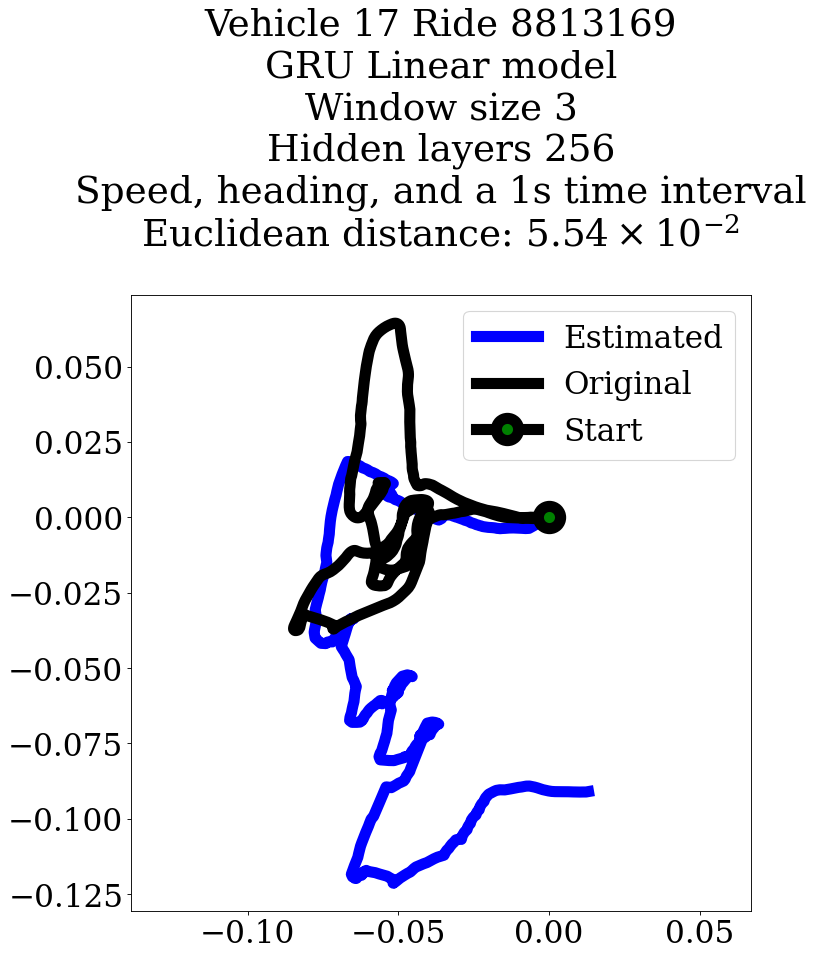 Vehicle 17 Ride 8813169
GRU Linear model
Window size 3
Hidden layers 256
Speed, heading, and a 1s time interval
Euclidean distance: 5.54 × 10⁻²
Estimated
Original
Start
0.050
0.025
0.000
−0.025
−0.050
−0.075
−0.100
−0.125
−0.10
−0.05
0.00
0.05